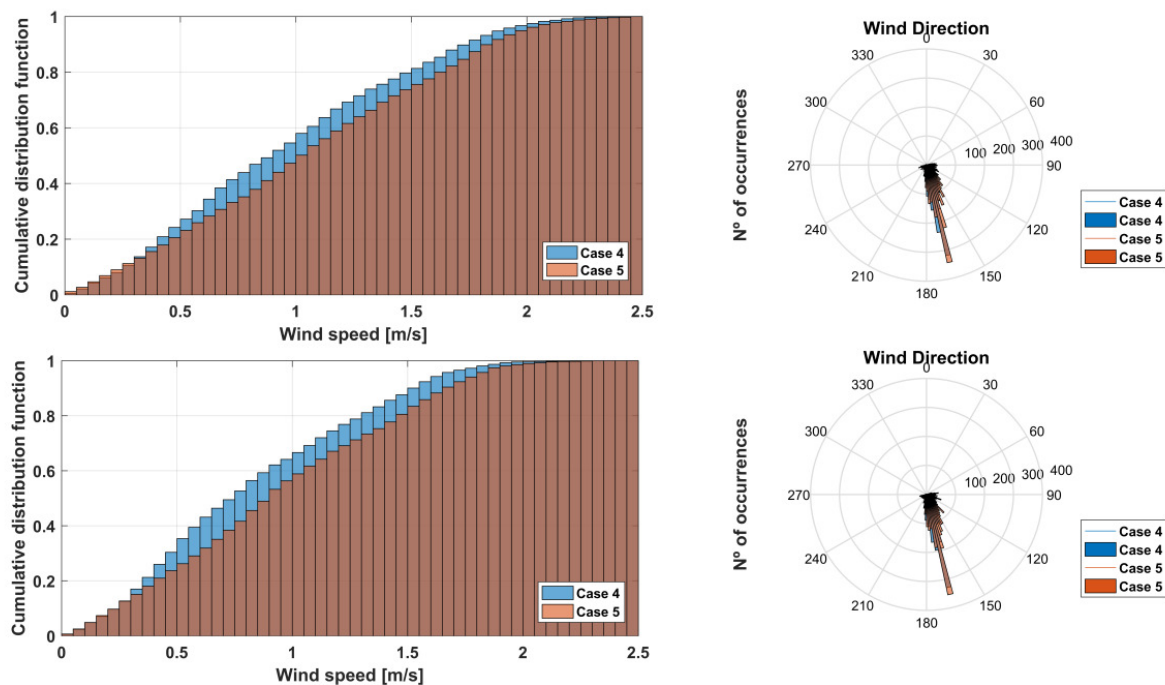 Cumulative distribution function
1
0.8
0.6
0.4
0.2
0
0 0.5 1 1.5 2 2.5
Wind speed [m/s]
Case 4
Case 5
Wind Direction
Nº of occurrences
0
330 30
300 60
270 90
240 120
210 150
180
100 200 300 400
Case 4
Case 4
Case 5
Case 5
Cumulative distribution function
1
0.8
0.6
0.4
0.2
0
0 0.5 1 1.5 2 2.5
Wind speed [m/s]
Case 4
Case 5
Wind Direction
Nº of occurrences
0
330 30
300 60
270 90
240 120
210 150
180
100 200 300 400
Case 4
Case 4
Case 5
Case 5